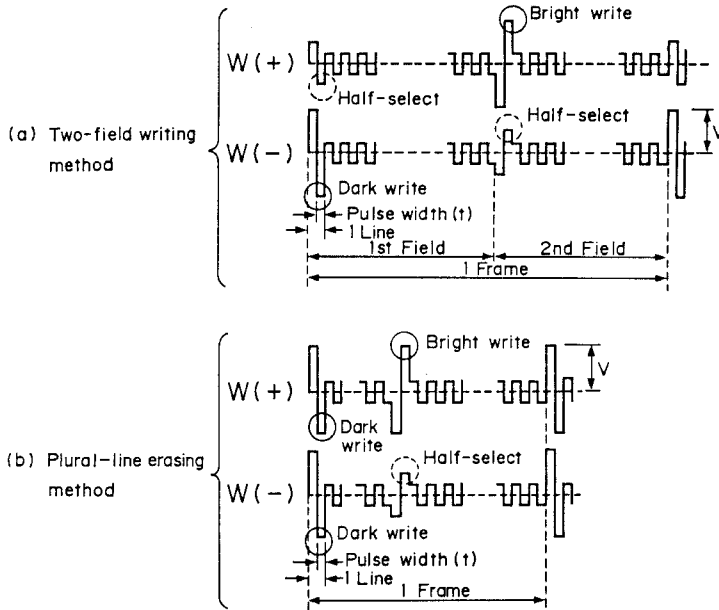 Bright write
W(+)
Half-select
Half-select
(a) Two-field writing
method
W(-)
V
Dark write
Pulse width(t)
1 Line
1st Field
2nd Field
1 Frame
Bright write
V
W(+)
Dark
write
(b) Plural-line erasing
method
Half-select
W(-)
Dark write
Pulse width(t)
1 Line
1 Frame